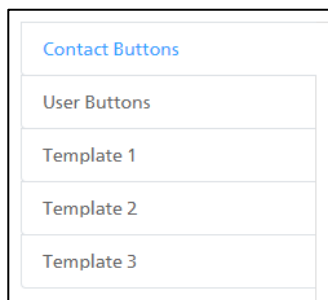 Contact Buttons
User Buttons
Template 1
Template 2
Template 3